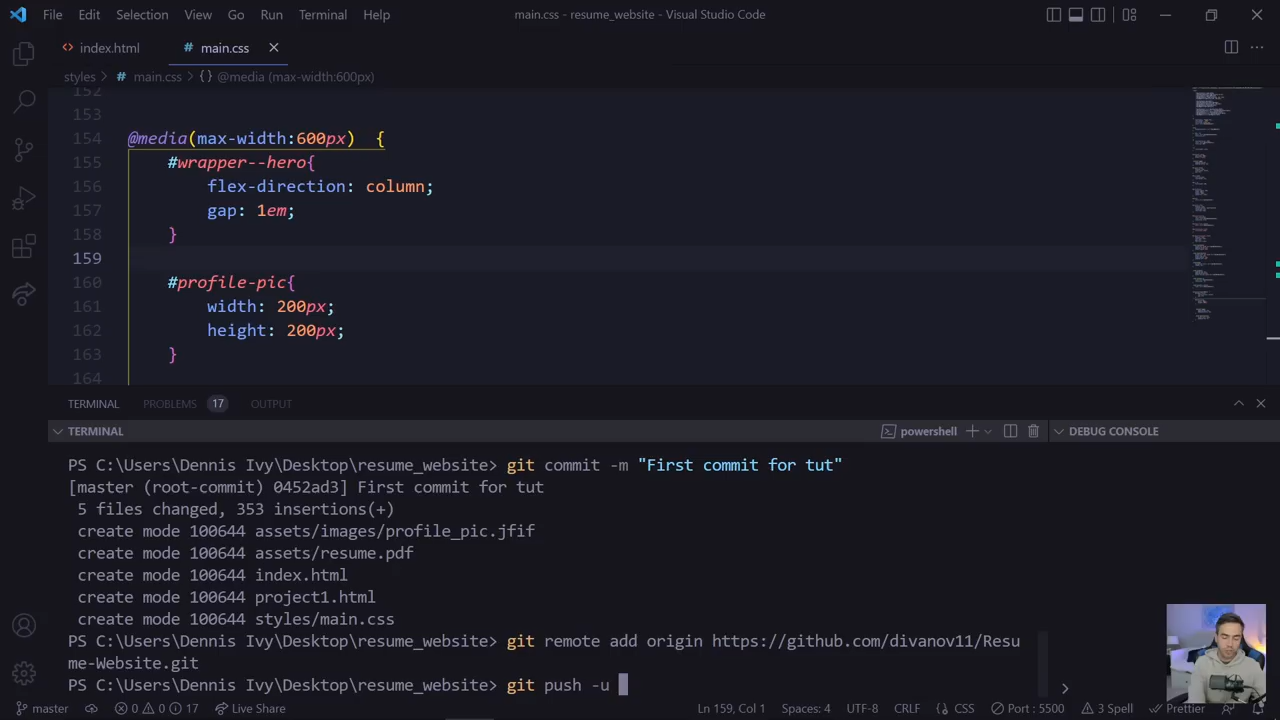 File Edit Selection View Go Run Terminal Help main.css - resume_website - Visual Studio Code
index.html main.css
styles > main.css > {} @media (max-width:600px)
152
153
154 @media(max-width:600px) {
155 #wrapper--hero{
156 flex-direction: column;
157 gap: 1em;
158 }
159
160 #profile-pic{
161 width: 200px;
162 height: 200px;
163 }
164
TERMINAL PROBLEMS 17 OUTPUT
TERMINAL powershell DEBUG CONSOLE
PS C:\Users\Dennis Ivy\Desktop\resume_website> git commit -m "First commit for tut"
[master (root-commit) 0452ad3] First commit for tut
5 files changed, 353 insertions(+)
create mode 100644 assets/images/profile_pic.jfif
create mode 100644 assets/resume.pdf
create mode 100644 index.html
create mode 100644 project1.html
create mode 100644 styles/main.css
PS C:\Users\Dennis Ivy\Desktop\resume_website> git remote add origin https://github.com/divanov11/Resu
me-Website.git
PS C:\Users\Dennis Ivy\Desktop\resume_website> git push -u
master 0 0 17 Live Share Ln 159, Col 1 Spaces: 4 UTF-8 CRLF {} CSS Port : 5500 3 Spell Prettier